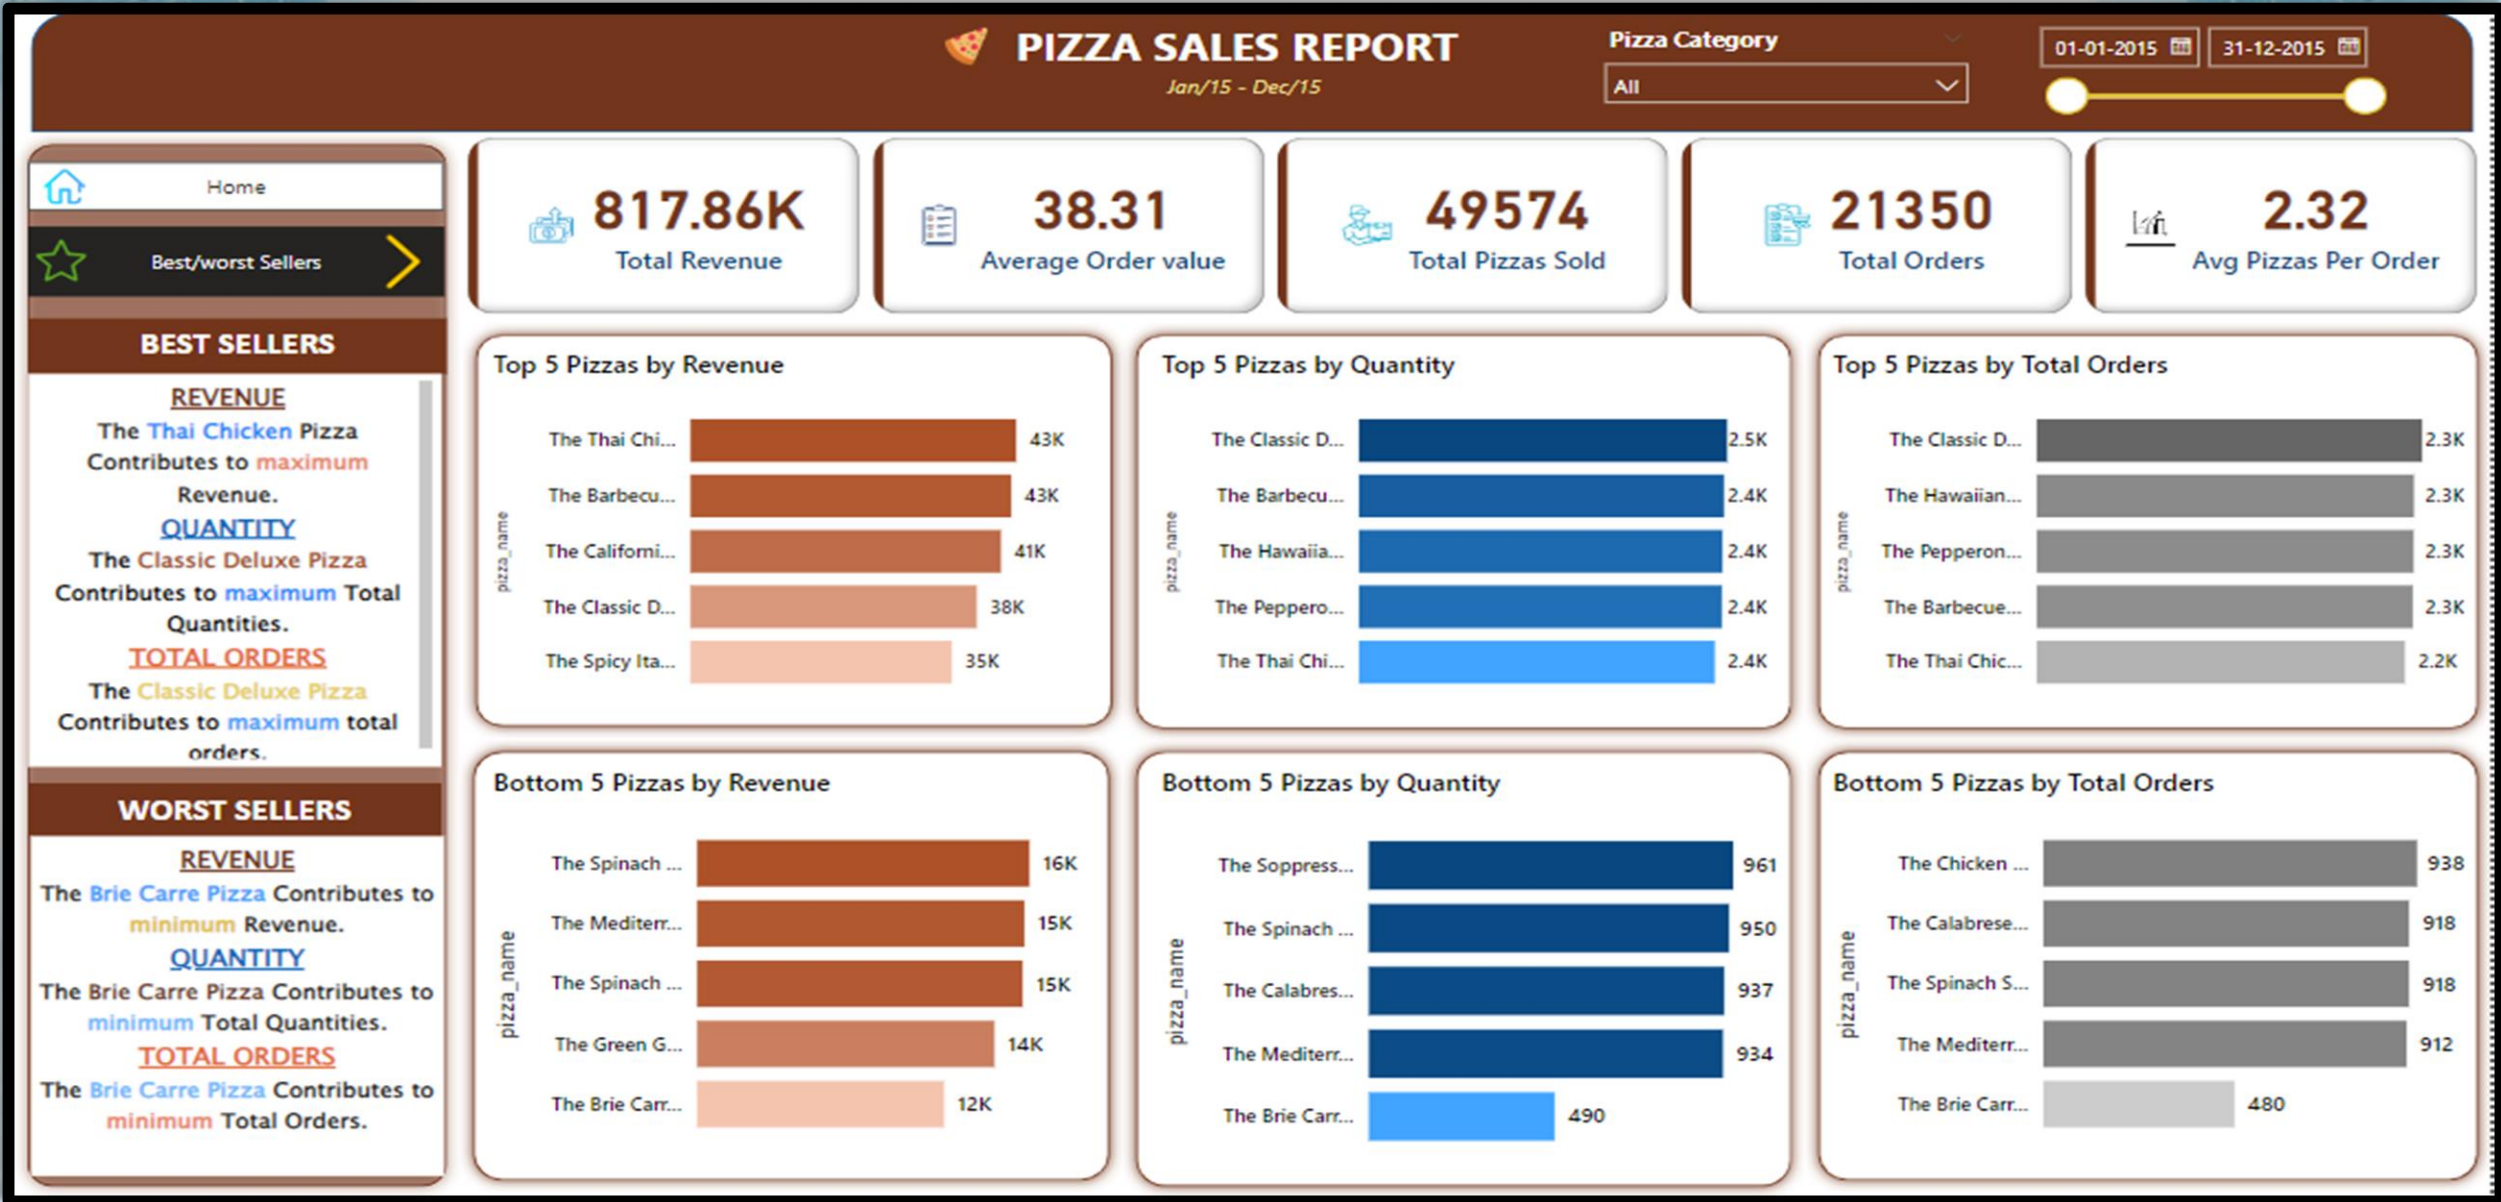 PIZZA SALES REPORT
Jan/15 - Dec/15
Pizza Category
All
01-01-2015
31-12-2015
Home
Best/worst Sellers
817.86K
Total Revenue
38.31
Average Order value
49574
Total Pizzas Sold
21350
Total Orders
2.32
Avg Pizzas Per Order
BEST SELLERS
REVENUE
The Thai Chicken Pizza
Contributes to maximum
Revenue.
QUANTITY
The Classic Deluxe Pizza
Contributes to maximum Total
Quantities.
TOTAL ORDERS
The Classic Deluxe Pizza
Contributes to maximum total
orders.
WORST SELLERS
REVENUE
The Brie Carre Pizza Contributes to
minimum Revenue.
QUANTITY
The Brie Carre Pizza Contributes to
minimum Total Quantities.
TOTAL ORDERS
The Brie Carre Pizza Contributes to
minimum Total Orders.
Top 5 Pizzas by Revenue
pizza_name
The Thai Chi... 43K
The Barbecu... 43K
The Californi... 41K
The Classic D... 38K
The Spicy Ita... 35K
Top 5 Pizzas by Quantity
pizza_name
The Classic D... 2.5K
The Barbecu... 2.4K
The Hawaiia... 2.4K
The Peppero... 2.4K
The Thai Chi... 2.4K
Top 5 Pizzas by Total Orders
pizza_name
The Classic D... 2.3K
The Hawaiian... 2.3K
The Pepperon... 2.3K
The Barbecue... 2.3K
The Thai Chic... 2.2K
Bottom 5 Pizzas by Revenue
pizza_name
The Spinach ... 16K
The Mediterr... 15K
The Spinach ... 15K
The Green G... 14K
The Brie Carr... 12K
Bottom 5 Pizzas by Quantity
pizza_name
The Soppress... 961
The Spinach ... 950
The Calabres... 937
The Mediterr... 934
The Brie Carr... 490
Bottom 5 Pizzas by Total Orders
pizza_name
The Chicken ... 938
The Calabrese... 918
The Spinach S... 918
The Mediterr... 912
The Brie Carr... 480